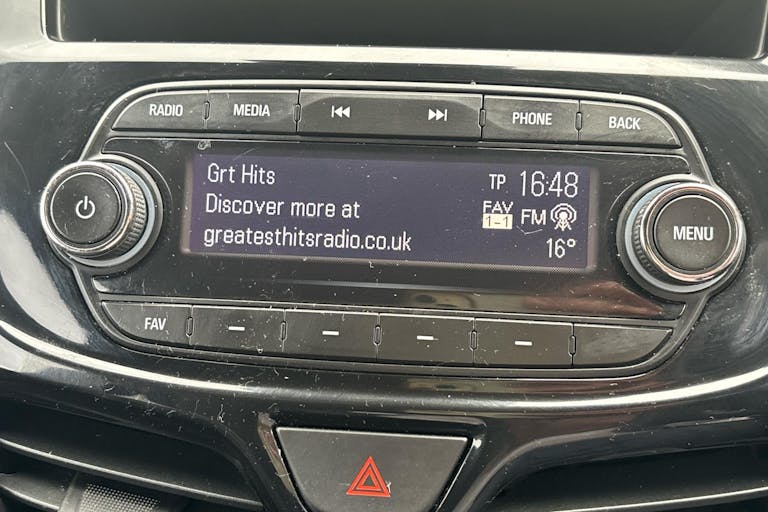 RADIO MEDIA PHONE BACK
Grt Hits TP 16:48
Discover more at FAV FM
1-1
greatesthitsradio.co.uk 16°
MENU
FAV